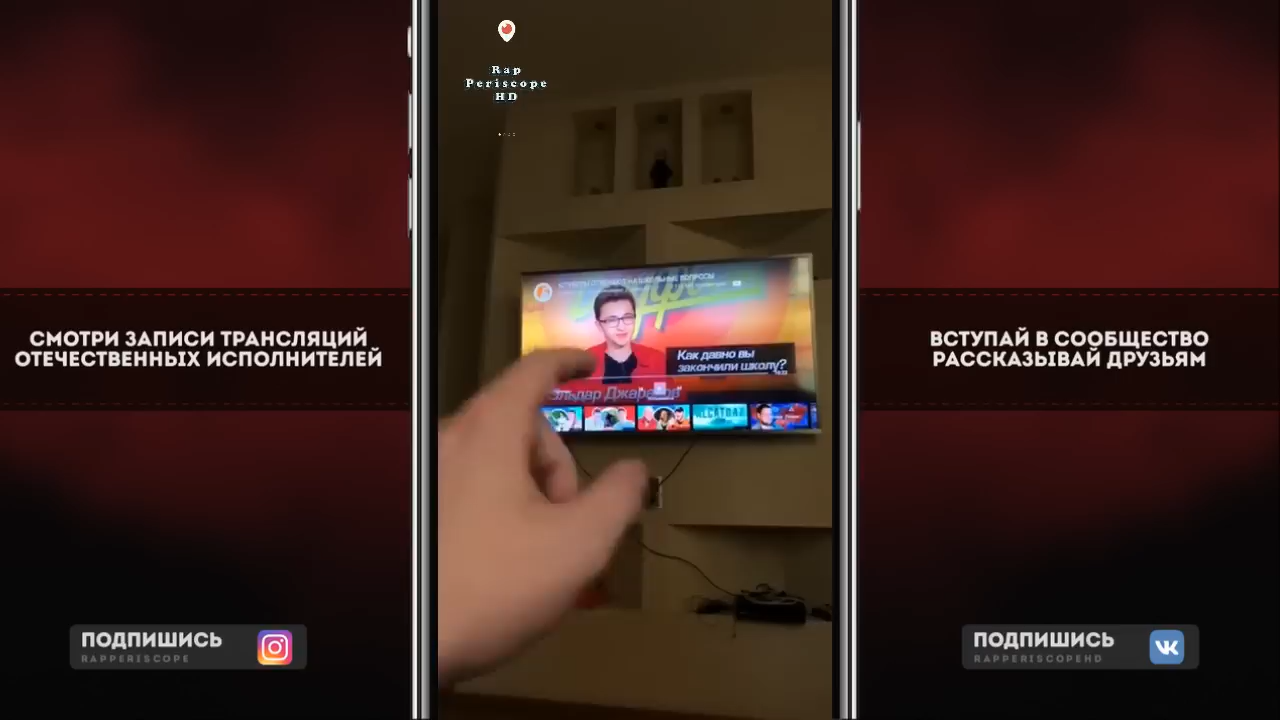 Rap
Periscope
HD
СМОТРИ ЗАПИСИ ТРАНСЛЯЦИЙ
ОТЕЧЕСТВЕННЫХ ИСПОЛНИТЕЛЕЙ
ВСТУПАЙ В СООБЩЕСТВО
РАССКАЗЫВАЙ ДРУЗЬЯМ
Как давно вы
закончили школу?
ALCATRAZ
ПОДПИШИСЬ
RAPPERISCOPE
ПОДПИШИСЬ
RAPPERISCOPEHD